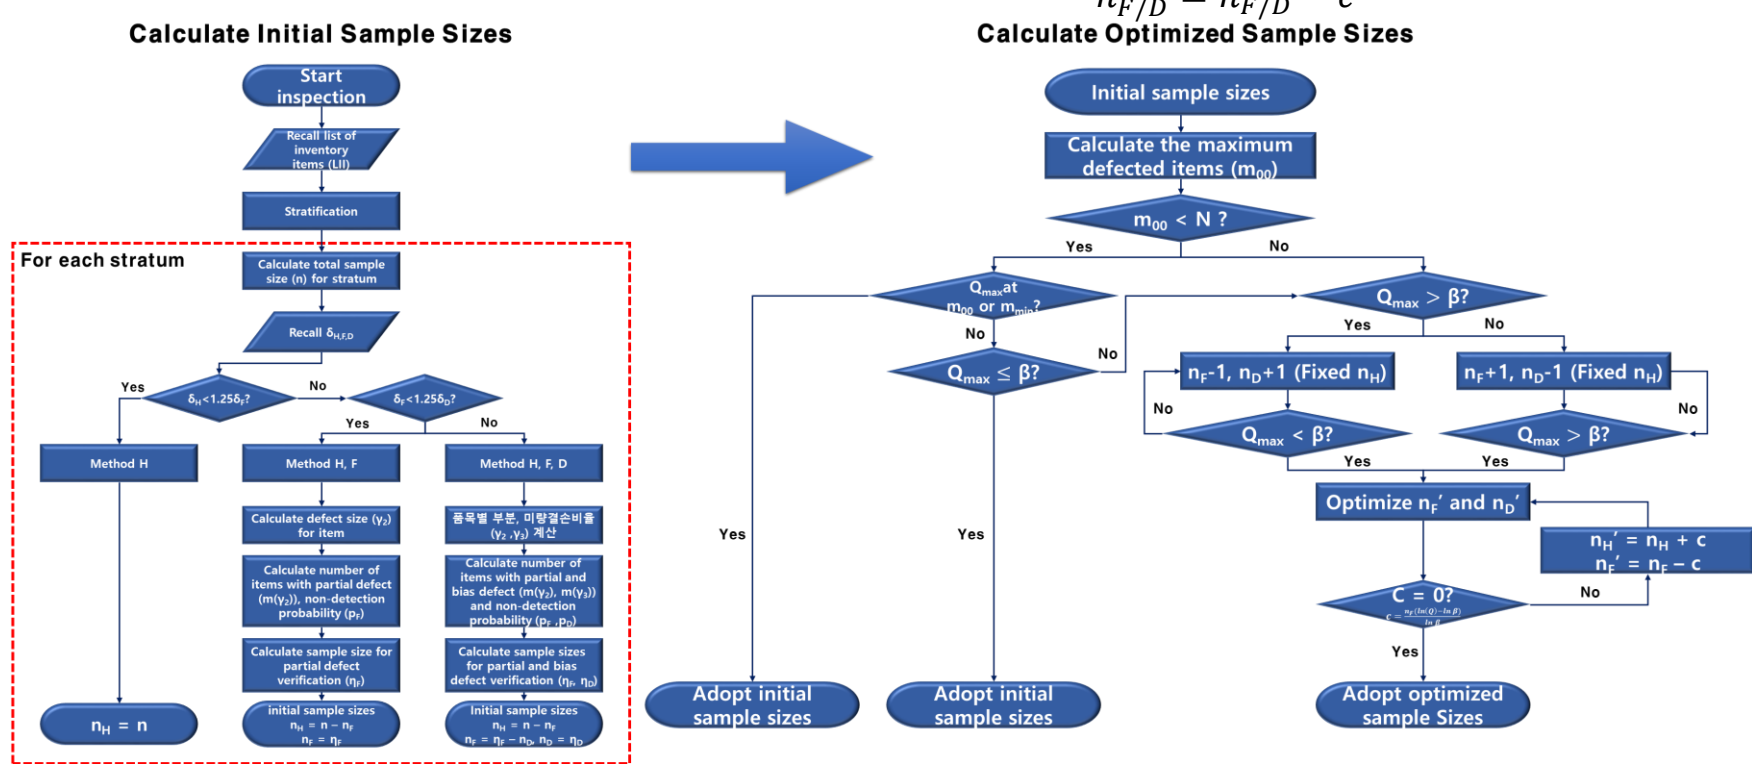 Calculate Initial Sample Sizes
Start
inspection
Recall list of
inventory
items (LII)
Stratification
For each stratum
Calculate total sample
size (n) for stratum
Recall δH,F,D
δH<1.25δF?
Yes
No
δF<1.25δD?
Yes
No
Method H
Method H, F
Method H, F, D
Calculate defect size (γ2)
for item
품목별 부분, 미량결손비율
(γ2 ,γ3) 계산
Calculate number of
items with partial defect
(m(γ2)), non-detection
probability (pF)
Calculate number of
items with partial and
bias defect (m(γ2), m(γ3))
and non-detection
probability (pF ,pD)
Calculate sample size for
partial defect
verification (ηF)
Calculate sample sizes
for partial and bias
defect verification (ηF, ηD)
nH = n
initial sample sizes
nH = n − nF
nF = ηF
Initial sample sizes
nH = n − nF
nF = ηF − nD, nD = ηD
Calculate Optimized Sample Sizes
Initial sample sizes
Calculate the maximum
defected items (m00)
m00 < N ?
Yes
No
Qmax at
m00 or mmin?
Qmax > β?
No
Yes
No
Qmax ≤ β?
No
nF-1, nD+1 (Fixed nH)
nF+1, nD-1 (Fixed nH)
No
No
Qmax < β?
Qmax > β?
Yes
Yes
Optimize nF′ and nD′
Yes
Yes
nH′ = nH + c
nF′ = nF − c
C = 0?
c = nF(ln(Q)−ln β)/ln β
No
Yes
Adopt initial
sample sizes
Adopt initial
sample sizes
Adopt optimized
sample Sizes